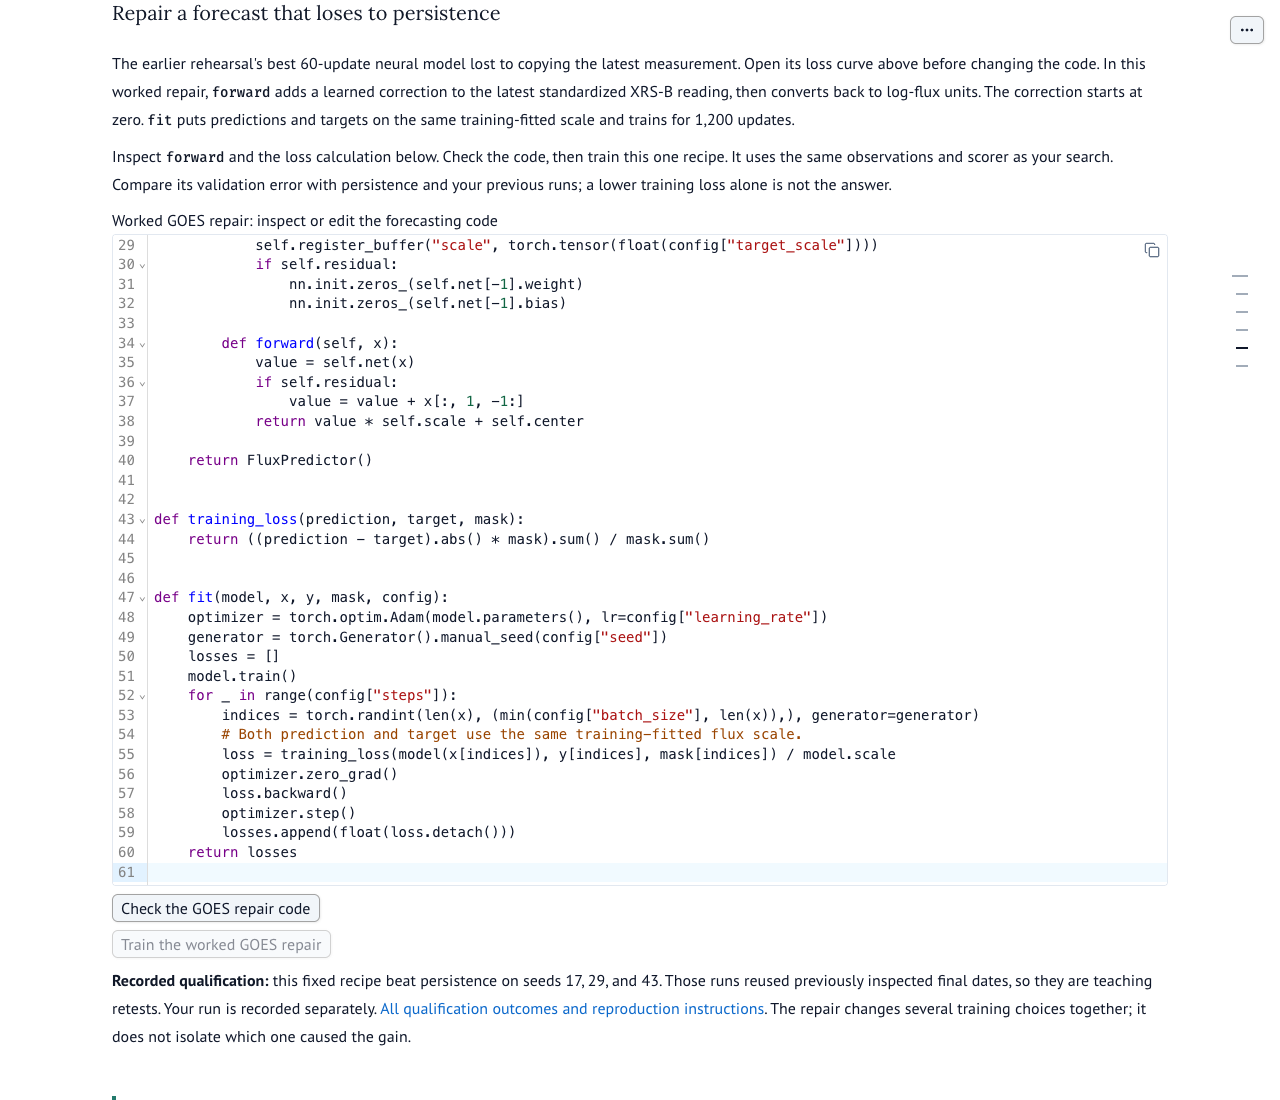 Repair a forecast that loses to persistence
The earlier rehearsal's best 60-update neural model lost to copying the latest measurement. Open its loss curve above before changing the code. In this
worked repair, forward adds a learned correction to the latest standardized XRS-B reading, then converts back to log-flux units. The correction starts at
zero. fit puts predictions and targets on the same training-fitted scale and trains for 1,200 updates.
Inspect forward and the loss calculation below. Check the code, then train this one recipe. It uses the same observations and scorer as your search.
Compare its validation error with persistence and your previous runs; a lower training loss alone is not the answer.
Worked GOES repair: inspect or edit the forecasting code
29             self.register_buffer("scale", torch.tensor(float(config["target_scale"])))
30             if self.residual:
31                 nn.init.zeros_(self.net[-1].weight)
32                 nn.init.zeros_(self.net[-1].bias)
33
34         def forward(self, x):
35             value = self.net(x)
36             if self.residual:
37                 value = value + x[:, 1, -1:]
38             return value * self.scale + self.center
39
40     return FluxPredictor()
41
42
43 def training_loss(prediction, target, mask):
44     return ((prediction - target).abs() * mask).sum() / mask.sum()
45
46
47 def fit(model, x, y, mask, config):
48     optimizer = torch.optim.Adam(model.parameters(), lr=config["learning_rate"])
49     generator = torch.Generator().manual_seed(config["seed"])
50     losses = []
51     model.train()
52     for _ in range(config["steps"]):
53         indices = torch.randint(len(x), (min(config["batch_size"], len(x)),), generator=generator)
54         # Both prediction and target use the same training-fitted flux scale.
55         loss = training_loss(model(x[indices]), y[indices], mask[indices]) / model.scale
56         optimizer.zero_grad()
57         loss.backward()
58         optimizer.step()
59         losses.append(float(loss.detach()))
60     return losses
61
Check the GOES repair code
Train the worked GOES repair
Recorded qualification: this fixed recipe beat persistence on seeds 17, 29, and 43. Those runs reused previously inspected final dates, so they are teaching
retests. Your run is recorded separately. All qualification outcomes and reproduction instructions. The repair changes several training choices together; it
does not isolate which one caused the gain.